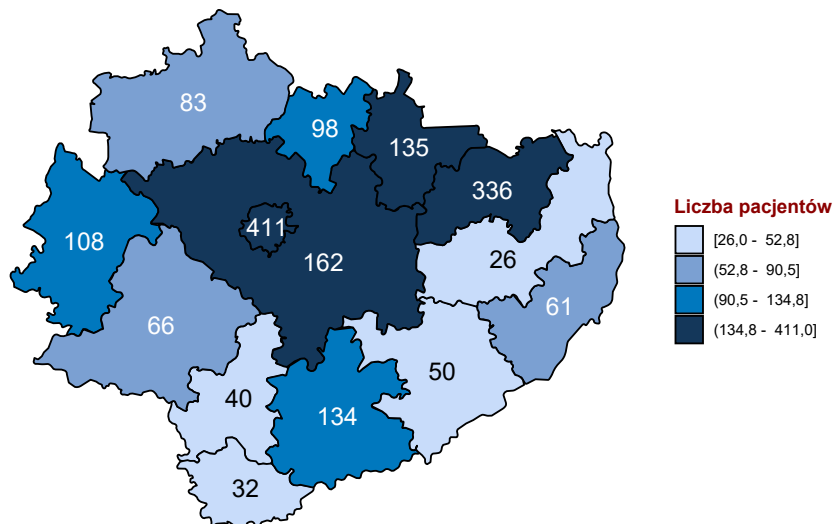 83
98
135
336
411
108
162
26
61
66
50
40
134
32
Liczba pacjentów
[26,0 - 52,8]
(52,8 - 90,5]
(90,5 - 134,8]
(134,8 - 411,0]